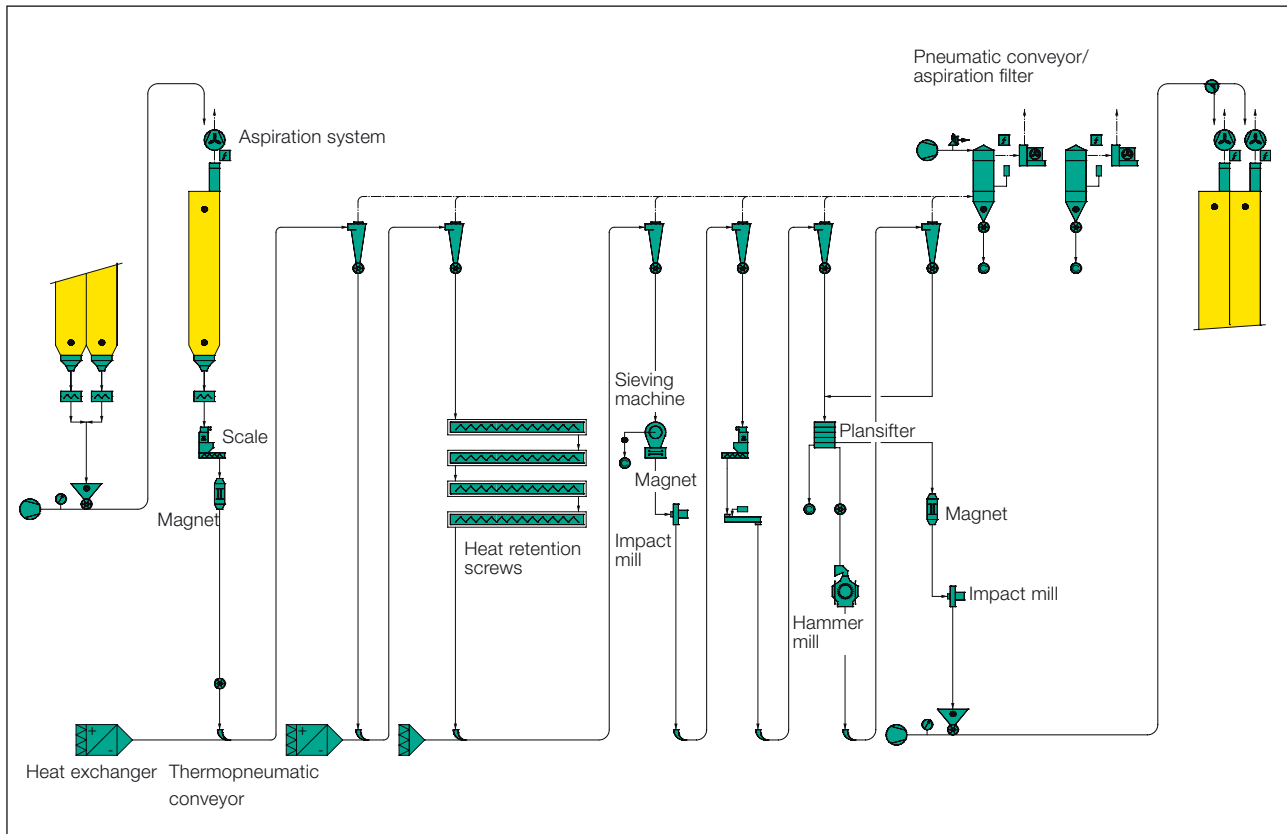 Pneumatic conveyor/
aspiration filter
Aspiration system
Sieving
machine
Scale
Plansifter
Magnet
Magnet
Magnet
Impact
mill
Heat retention
screws
Impact mill
Hammer
mill
Heat exchanger
Thermopneumatic
conveyor